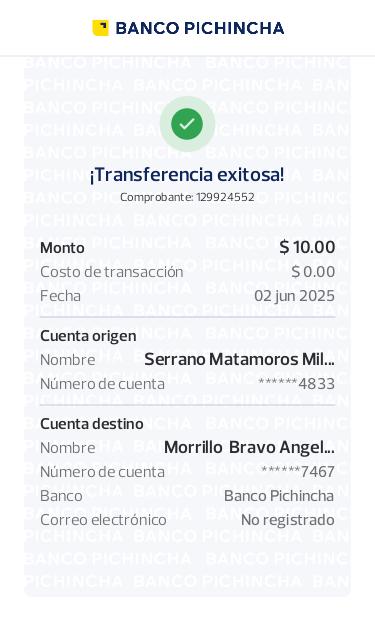 BANCO PICHINCHA
¡Transferencia exitosa!
Comprobante: 129924552
Monto $ 10.00
Costo de transacción $ 0.00
Fecha 02 jun 2025
Cuenta origen
Nombre Serrano Matamoros Mil...
Número de cuenta ******4833
Cuenta destino
Nombre Morrillo Bravo Angel...
Número de cuenta ******7467
Banco Banco Pichincha
Correo electrónico No registrado